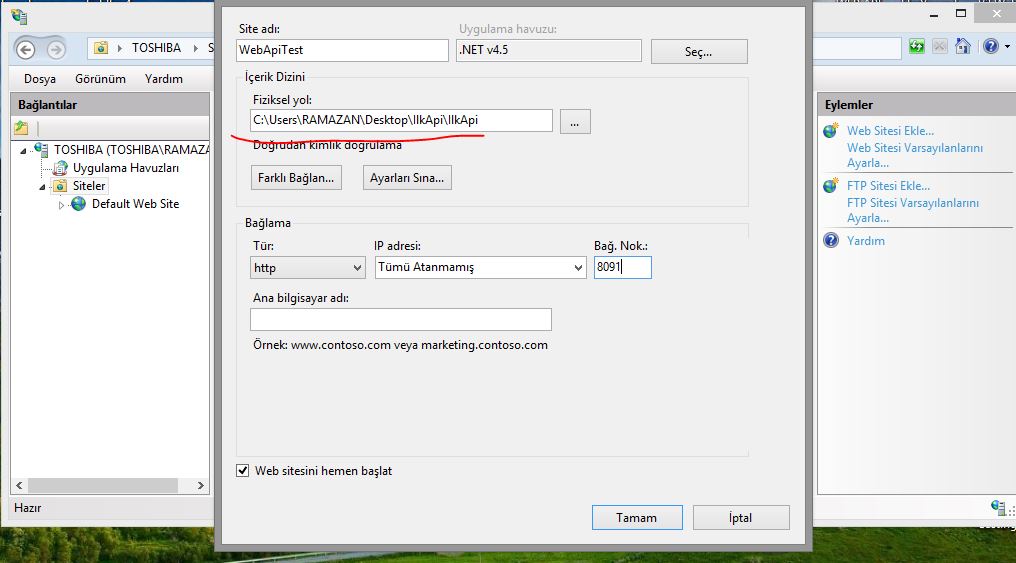 TOSHIBA
S
Dosya Görünüm Yardım
Bağlantılar
TOSHIBA (TOSHIBA\RAMAZA
Uygulama Havuzları
Siteler
Default Web Site
Hazır
Site adı:
Uygulama havuzu:
WebApiTest
.NET v4.5
Seç...
İçerik Dizini
Fiziksel yol:
C:\Users\RAMAZAN\Desktop\IlkApi\IlkApi
...
Doğrudan kimlik doğrulama
Farklı Bağlan...
Ayarları Sına...
Bağlama
Tür:
IP adresi:
Bağ. Nok.:
http
Tümü Atanmamış
8091
Ana bilgisayar adı:
Örnek: www.contoso.com veya marketing.contoso.com
Web sitesini hemen başlat
Tamam
İptal
Eylemler
Web Sitesi Ekle...
Web Sitesi Varsayılanlarını
Ayarla...
FTP Sitesi Ekle...
FTP Sitesi Varsayılanlarını
Ayarla...
Yardım